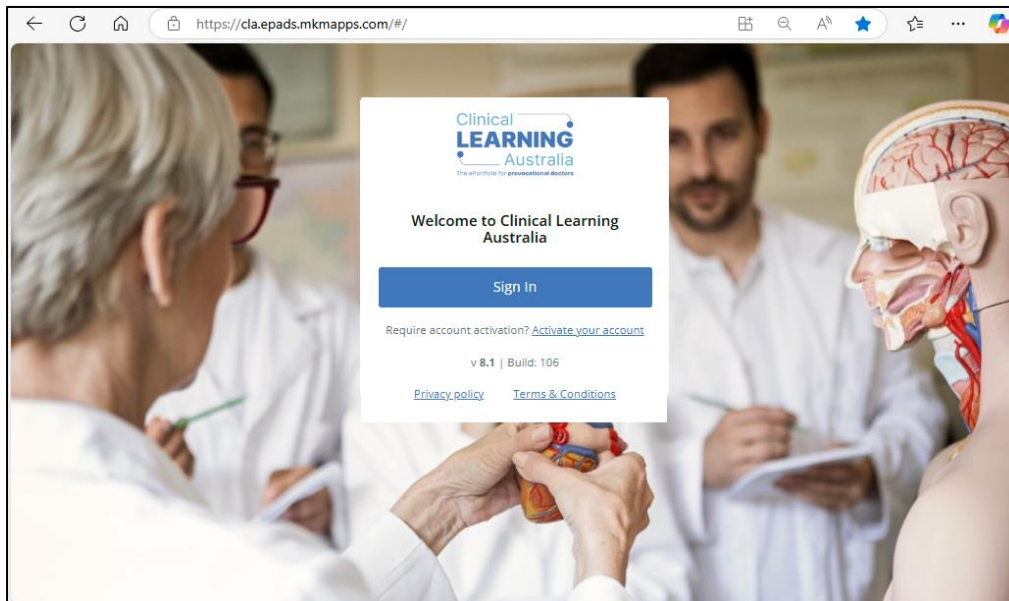 https://cla.epads.mkmapps.com/#/
Clinical
LEARNING
Australia
The ePortfolio for prevocational doctors
Welcome to Clinical Learning
Australia
Sign In
Require account activation? Activate your account
v 8.1 | Build: 106
Privacy policy Terms & Conditions